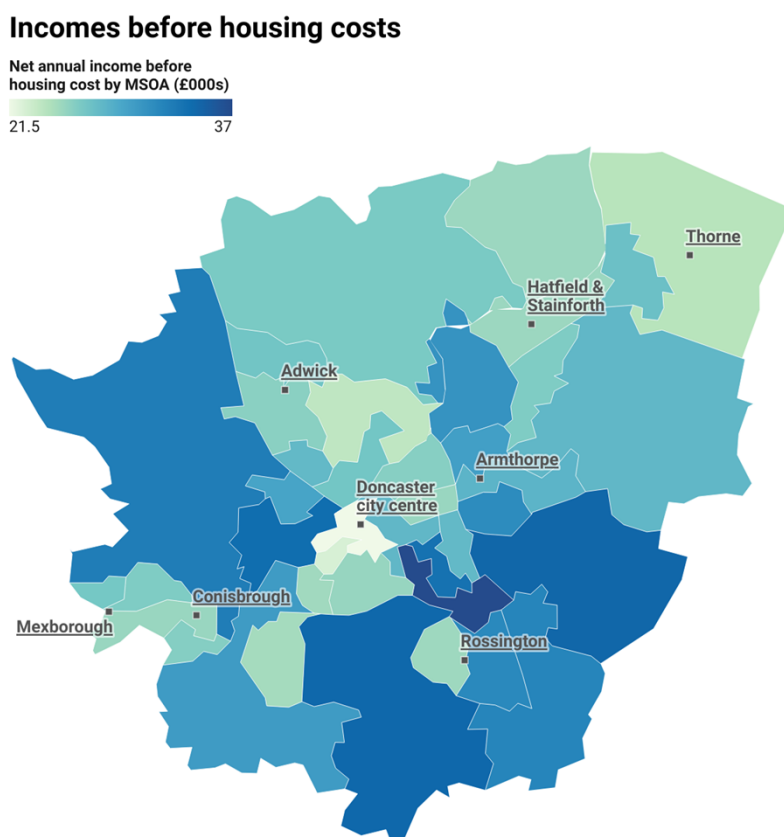 Incomes before housing costs
Net annual income before
housing cost by MSOA (£000s)
21.5 37
Thorne
Hatfield &
Stainforth
Adwick
Armthorpe
Doncaster
city centre
Conisbrough
Mexborough
Rossington